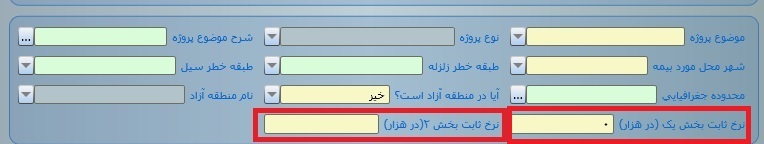 موضوع پروژه نوع پروژه شرح موضوع پروژه ...
شهر محل مورد بیمه طبقه خطر زلزله طبقه خطر سیل
محدوده جغرافیایی ... آیا در منطقه آزاد است؟ خیر نام منطقه آزاد
نرخ ثابت بخش یک (در هزار) ۰ نرخ ثابت بخش ۲(در هزار)